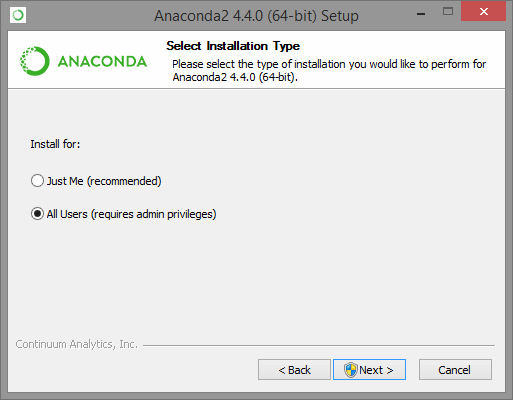 Anaconda2 4.4.0 (64-bit) Setup
ANACONDA
Select Installation Type
Please select the type of installation you would like to perform for
Anaconda2 4.4.0 (64-bit).
Install for:
Just Me (recommended)
All Users (requires admin privileges)
Continuum Analytics, Inc.
< Back
Next >
Cancel